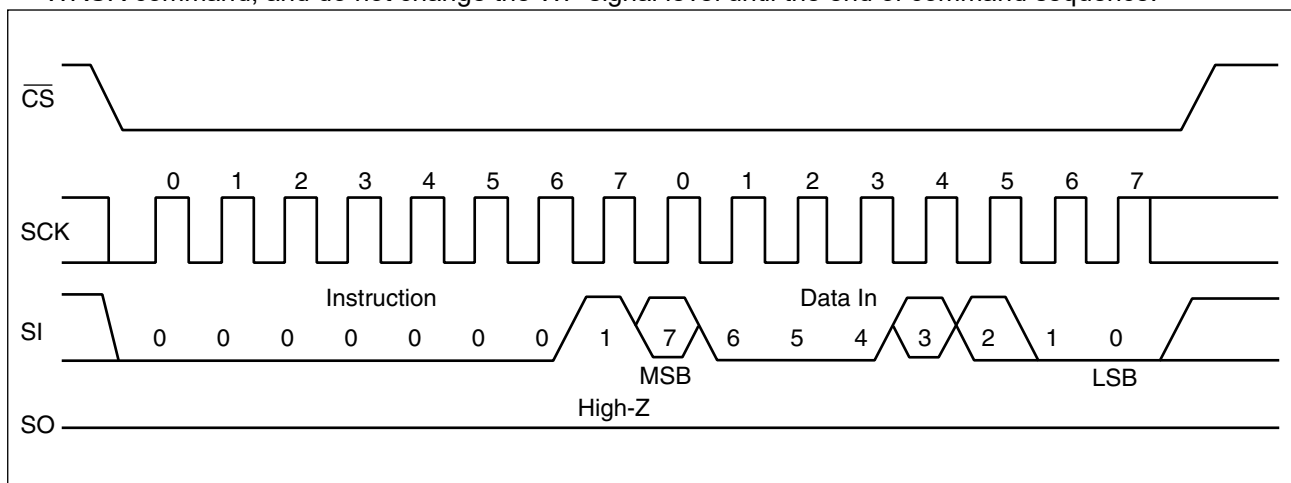 command, and do not change the signal level until the end of command sequence.
CS
0 1 2 3 4 5 6 7 0 1 2 3 4 5 6 7
SCK
Instruction Data In
SI 0 0 0 0 0 0 0 1 7 6 5 4 3 2 1 0
MSB LSB
High-Z
SO